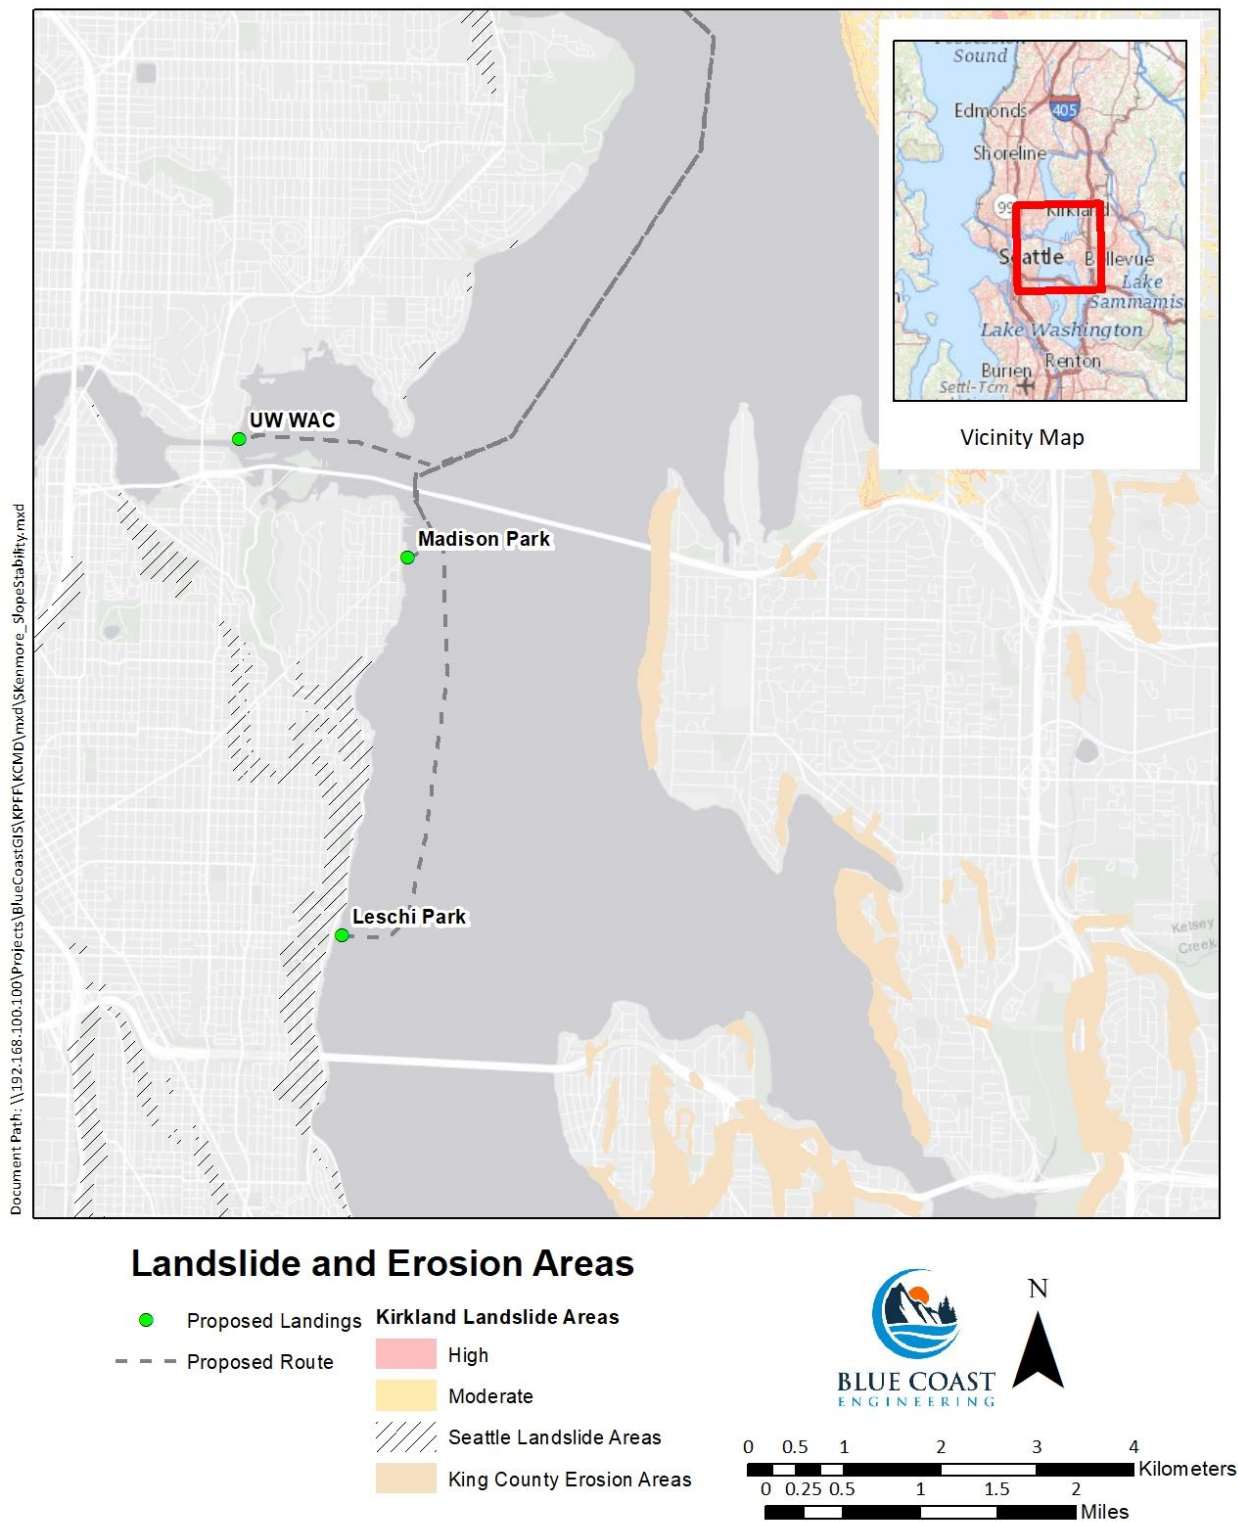 Sound
Edmonds
405
Shoreline
99
Kirkland
Seattle
Bellevue
Lake
Sammamis
Lake Washington
Renton
Burien
Settl-Tcm
Vicinity Map
UW WAC
Madison Park
Leschi Park
Kelsey
Creek
Document Path: \\192.168.100.100\Projects\BlueCoastGIS\KPFF\KCMD\mxd\SKenmore_SlopeStability.mxd
Landslide and Erosion Areas
Proposed Landings
Proposed Route
Kirkland Landslide Areas
High
Moderate
Seattle Landslide Areas
King County Erosion Areas
BLUE COAST
ENGINEERING
N
0 0.5 1 2 3 4
Kilometers
0 0.25 0.5 1 1.5 2
Miles